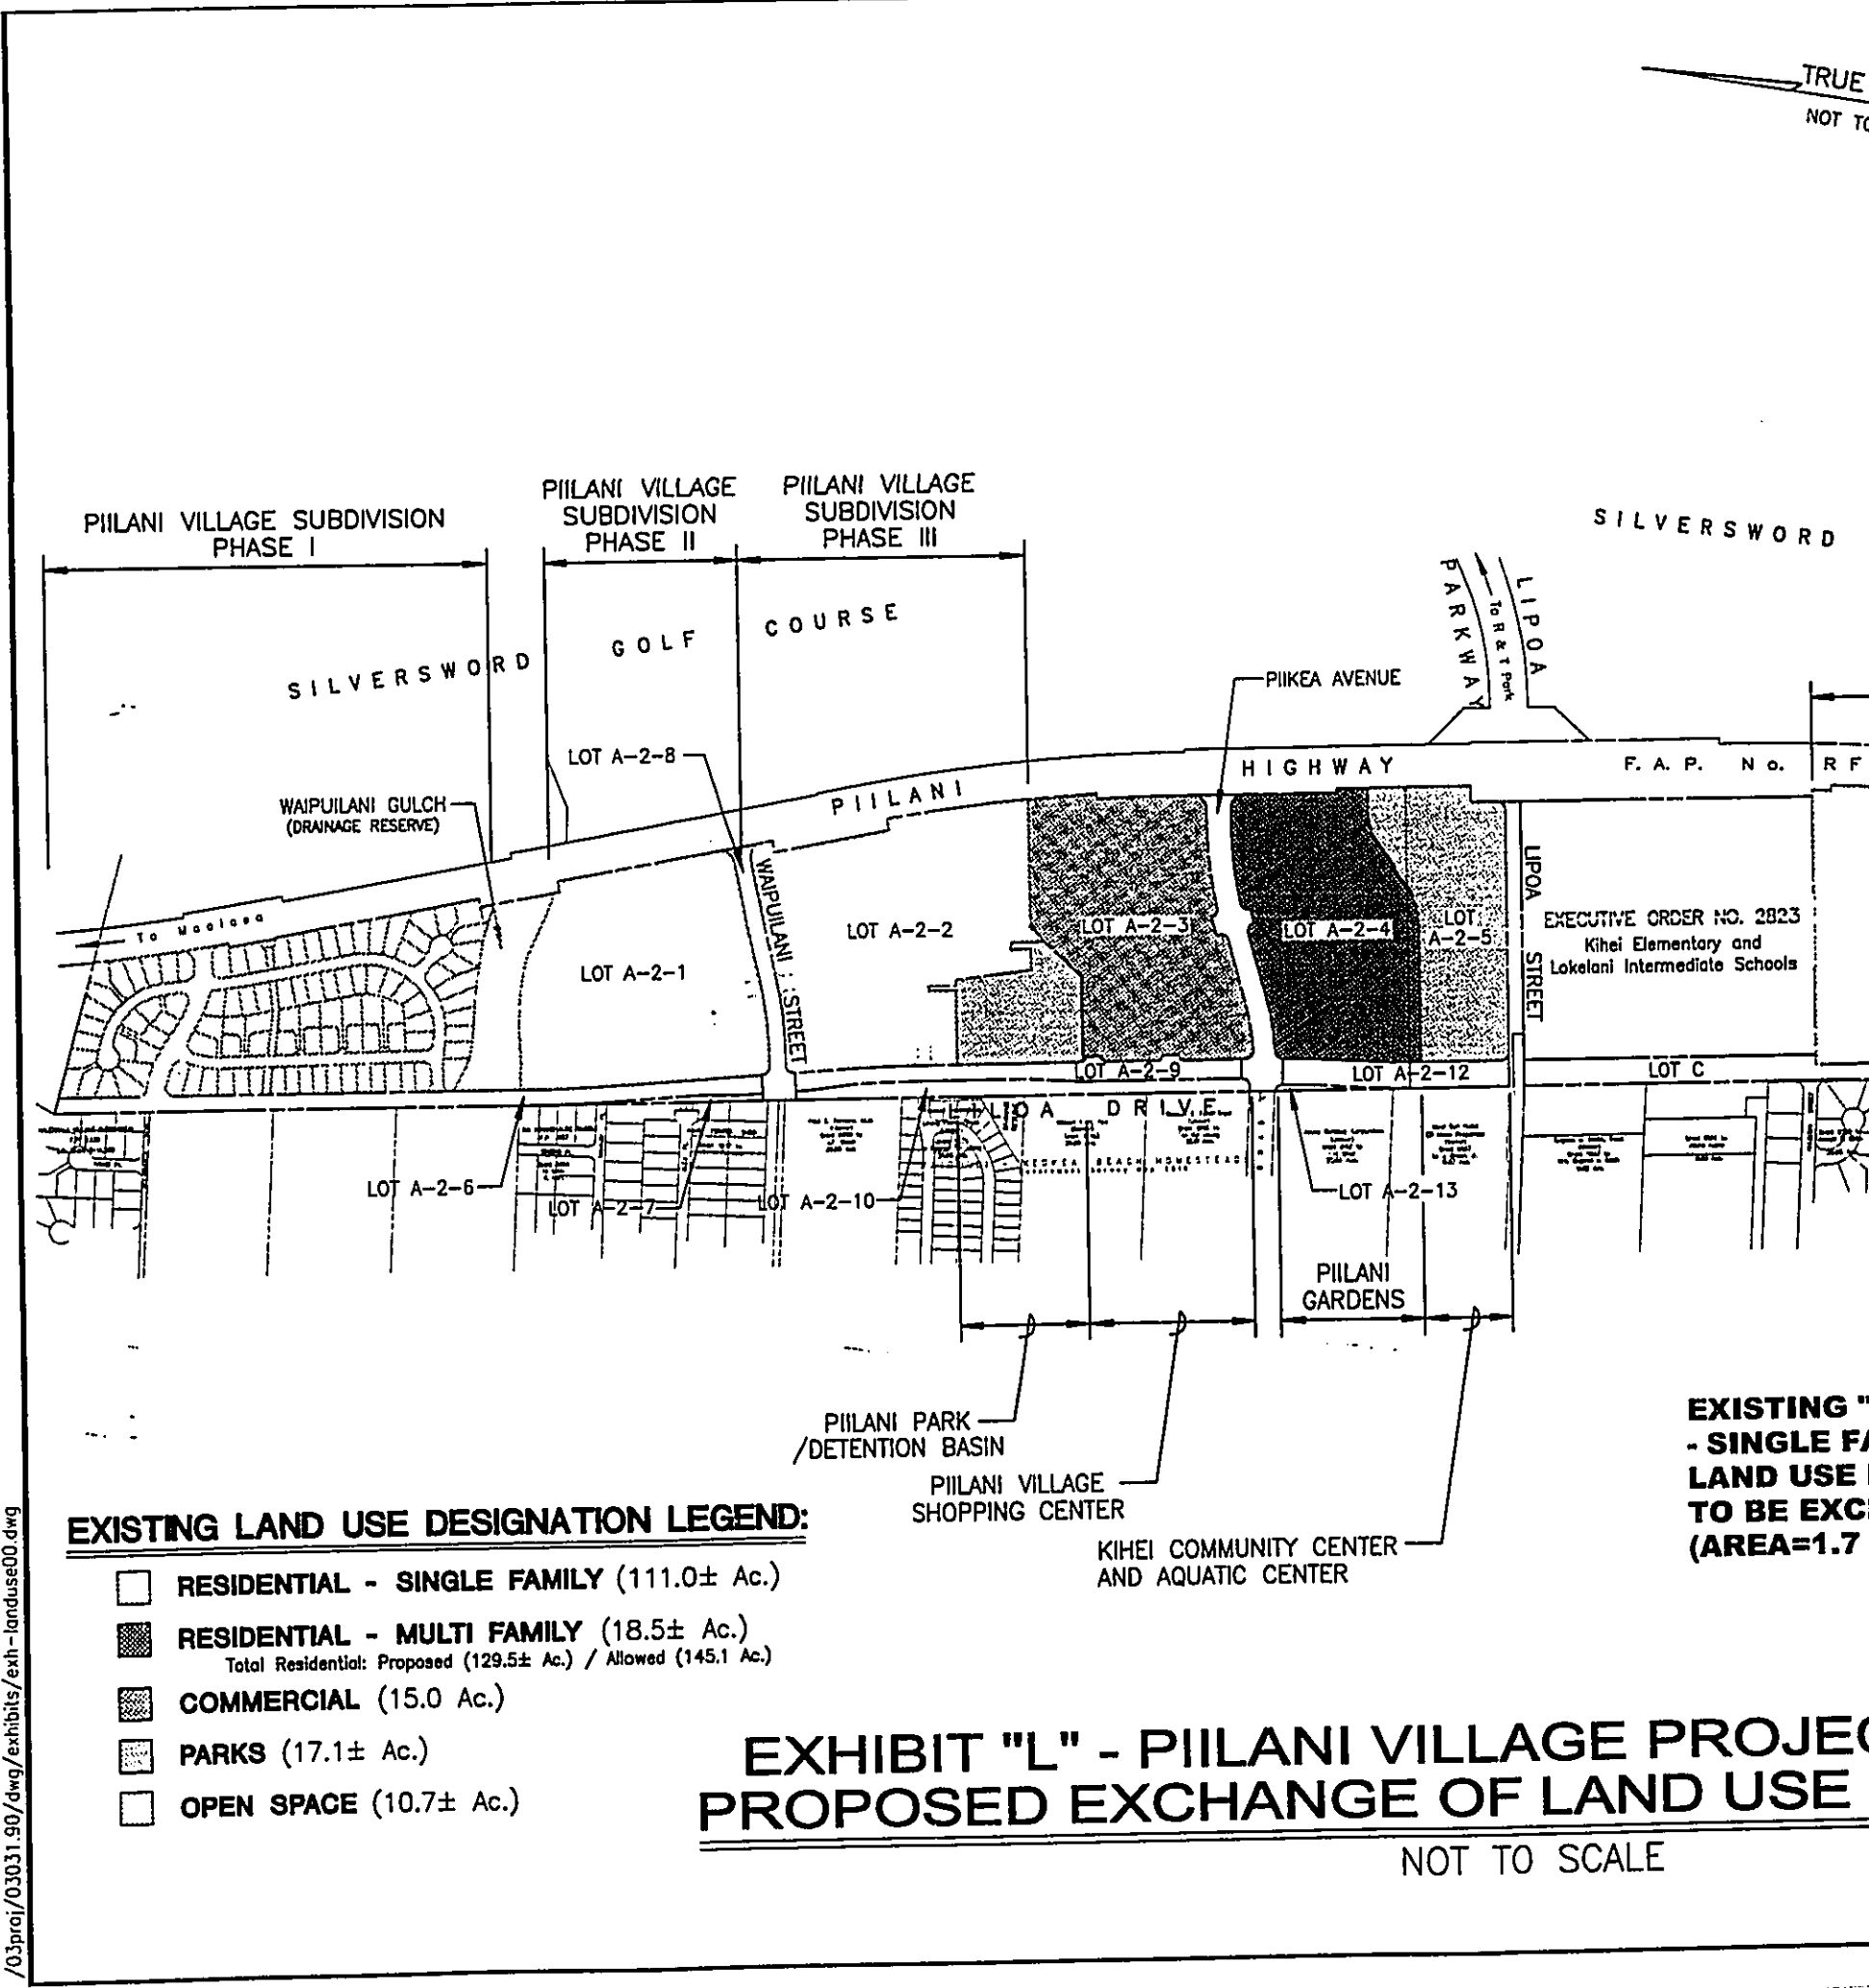 TRUE
NOT TO
PIILANI VILLAGE SUBDIVISION
PHASE I
PIILANI VILLAGE
SUBDIVISION
PHASE II
PIILANI VILLAGE
SUBDIVISION
PHASE III
SILVERSWORD
GOLF
COURSE
SILVERSWORD
LIPOA
PARKWAY
To R & T Park
PIIKEA AVENUE
LOT A-2-8
WAIPUILANI GULCH
(DRAINAGE RESERVE)
PIILANI
HIGHWAY
F. A. P. No. RF
To Maalaea
LOT A-2-1
WAIPUILANI STREET
LOT A-2-2
LOT A-2-3
LOT A-2-4
LOT
A-2-5
LIPOA STREET
EXECUTIVE ORDER NO. 2823
Kihei Elementary and
Lokelani Intermediate Schools
LOT A-2-9
LOT A-2-12
LOT C
DRIVE
BEACH HOMESTEAD
LOT A-2-6
LOT A-2-7
LOT A-2-10
LOT A-2-13
PIILANI
GARDENS
PIILANI PARK
/DETENTION BASIN
PIILANI VILLAGE
SHOPPING CENTER
KIHEI COMMUNITY CENTER
AND AQUATIC CENTER
EXISTING "
- SINGLE FA
LAND USE
TO BE EXC
(AREA=1.7
EXISTING LAND USE DESIGNATION LEGEND:
RESIDENTIAL - SINGLE FAMILY (111.0± Ac.)
RESIDENTIAL - MULTI FAMILY (18.5± Ac.)
Total Residential: Proposed (129.5± Ac.) / Allowed (145.1 Ac.)
COMMERCIAL (15.0 Ac.)
PARKS (17.1± Ac.)
OPEN SPACE (10.7± Ac.)
EXHIBIT "L" - PIILANI VILLAGE PROJEC
PROPOSED EXCHANGE OF LAND USE
NOT TO SCALE
/03proj/03031.90/dwg/exhibits/exh-landuse00.dwg